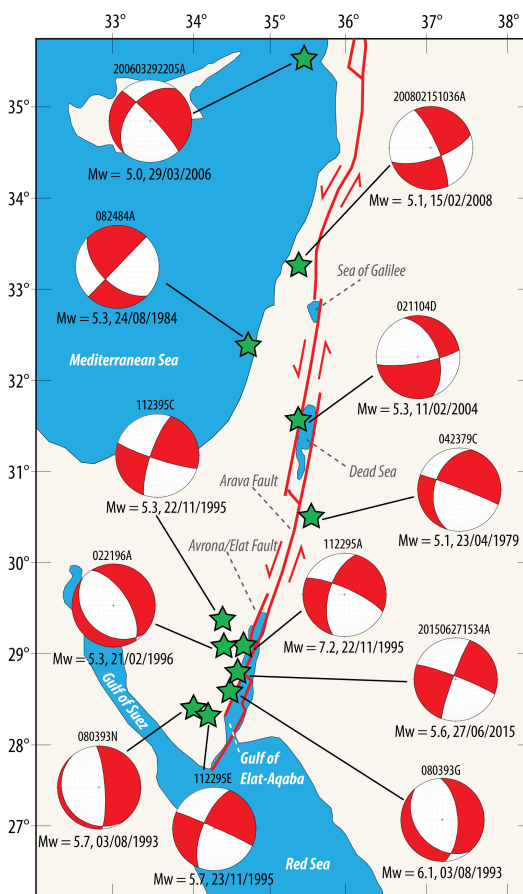 33° 34° 35° 36° 37° 38°
200603292205A
Mw = 5.0, 29/03/2006
35°
200802151036A
Mw = 5.1, 15/02/2008
34°
082484A
Mw = 5.3, 24/08/1984
33°
Sea of Galilee
021104D
Mw = 5.3, 11/02/2004
Mediterranean Sea
32°
112395C
Mw = 5.3, 22/11/1995
042379C
Mw = 5.1, 23/04/1979
Dead Sea
31°
Arava Fault
30°
Avrona/Elat Fault
112295A
Mw = 7.2, 22/11/1995
022196A
Mw = 5.3, 21/02/1996
201506271534A
Mw = 5.6, 27/06/2015
29°
Gulf of Suez
28°
080393N
Mw = 5.7, 03/08/1993
Gulf of
Elat-Aqaba
112295E
Mw = 5.7, 23/11/1995
080393G
Mw = 6.1, 03/08/1993
27°
Red Sea